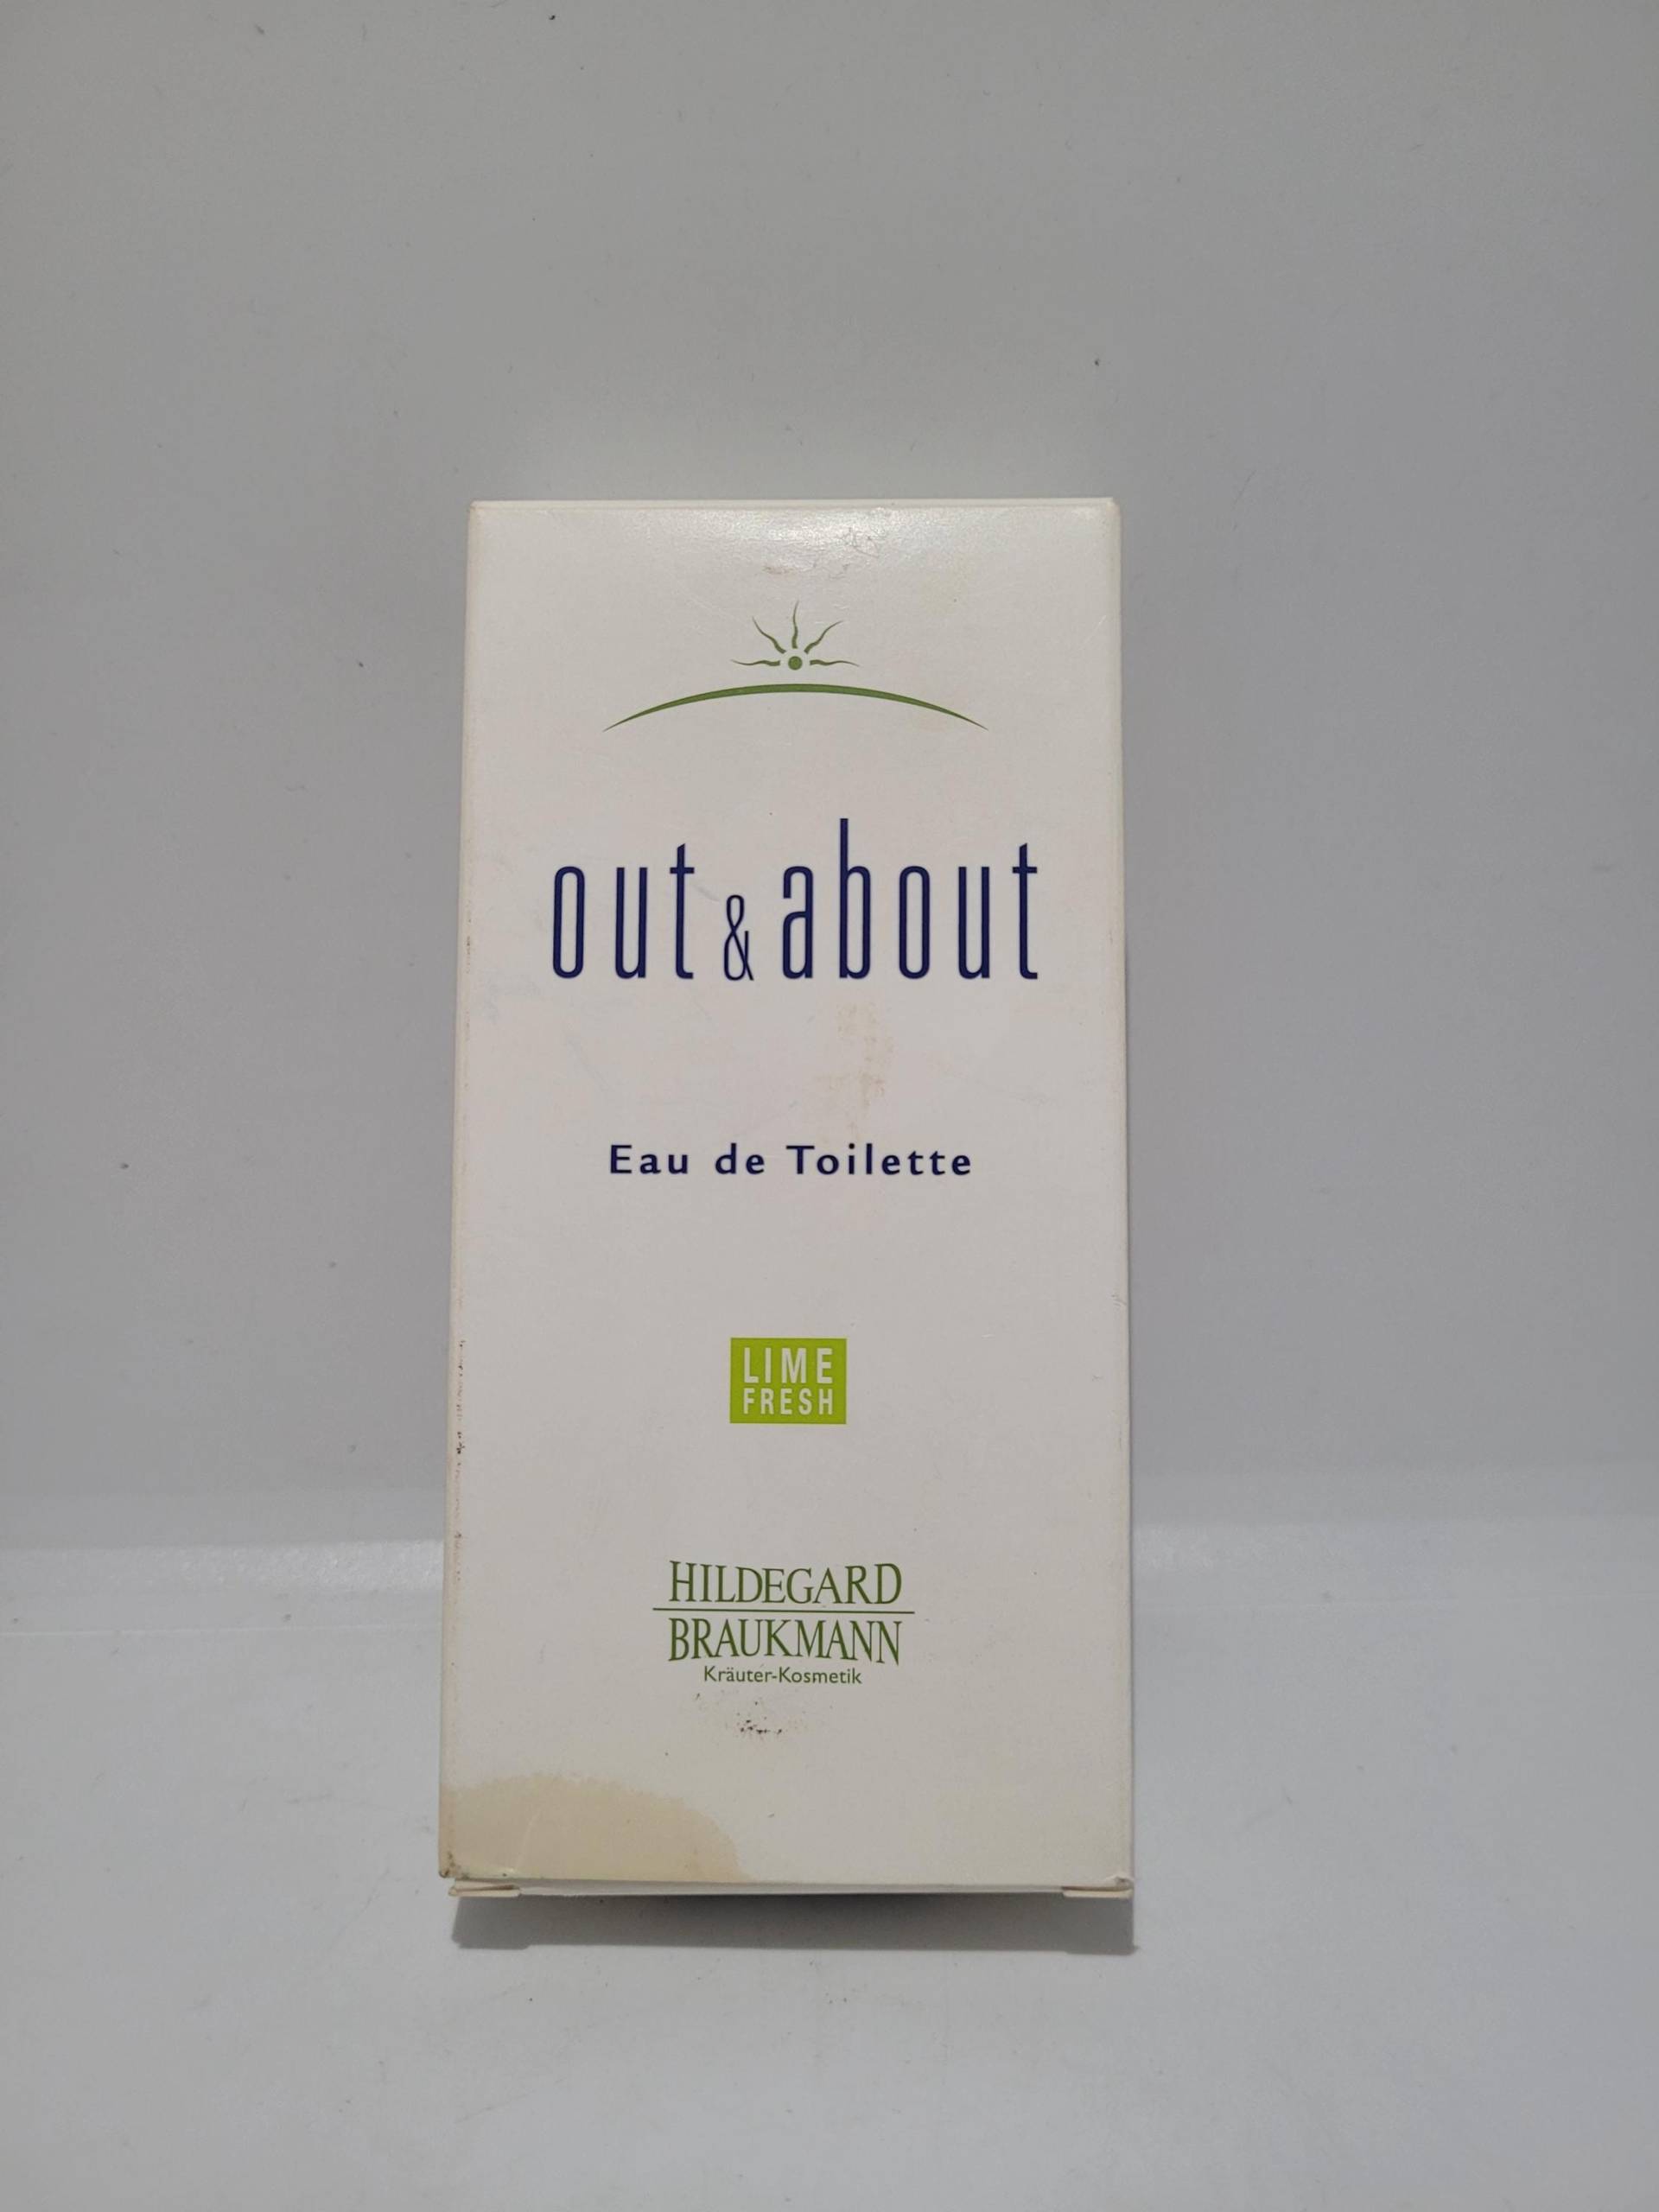 out & about
Eau de Toilette
LIME
FRESH
HILDEGARD
BRAUKMANN
Kräuter-Kosmetik